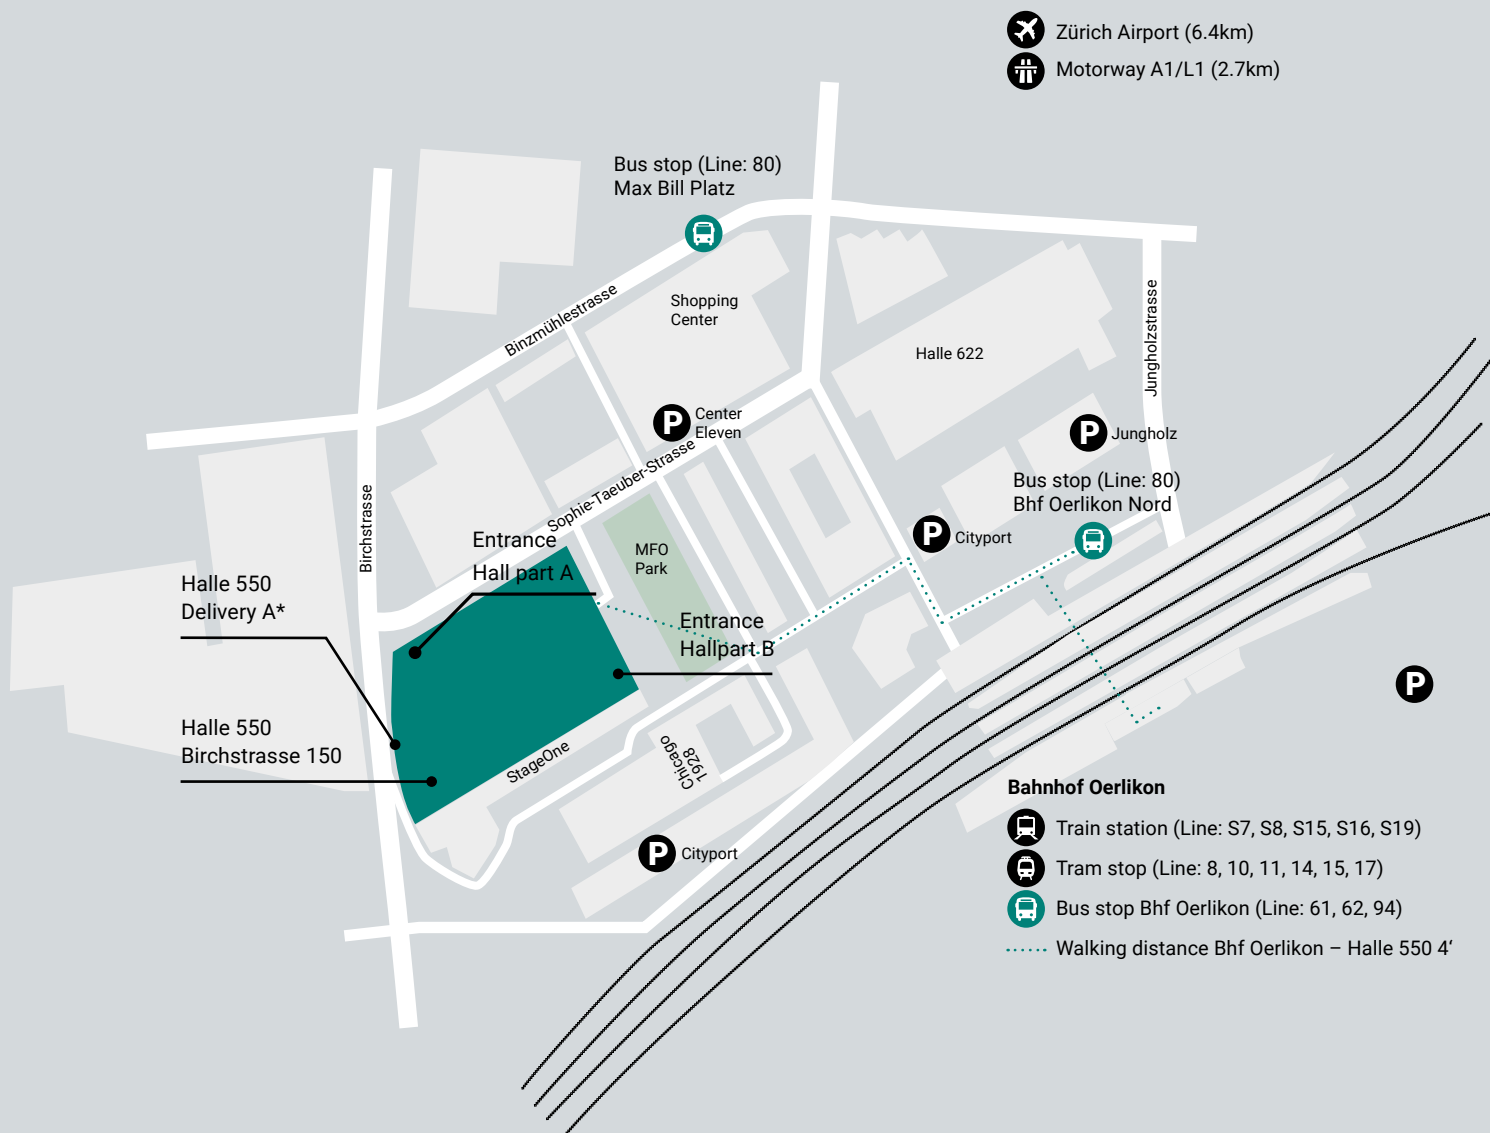 Zürich Airport (6.4km)
Motorway A1/L1 (2.7km)
Bus stop (Line: 80)
Max Bill Platz
Binzmühlestrasse
Shopping
Center
Halle 622
Jungholzstrasse
P
Center
Eleven
P
Jungholz
Sophie-Taeuber-Strasse
Birchstrasse
Bus stop (Line: 80)
Bhf Oerlikon Nord
P
Cityport
Entrance
Hall part A
MFO
Park
Halle 550
Delivery A*
Entrance
Hallpart B
P
Halle 550
Birchstrasse 150
StageOne
Chicago
1928
P
Cityport
Bahnhof Oerlikon
Train station (Line: S7, S8, S15, S16, S19)
Tram stop (Line: 8, 10, 11, 14, 15, 17)
Bus stop Bhf Oerlikon (Line: 61, 62, 94)
Walking distance Bhf Oerlikon – Halle 550 4‘